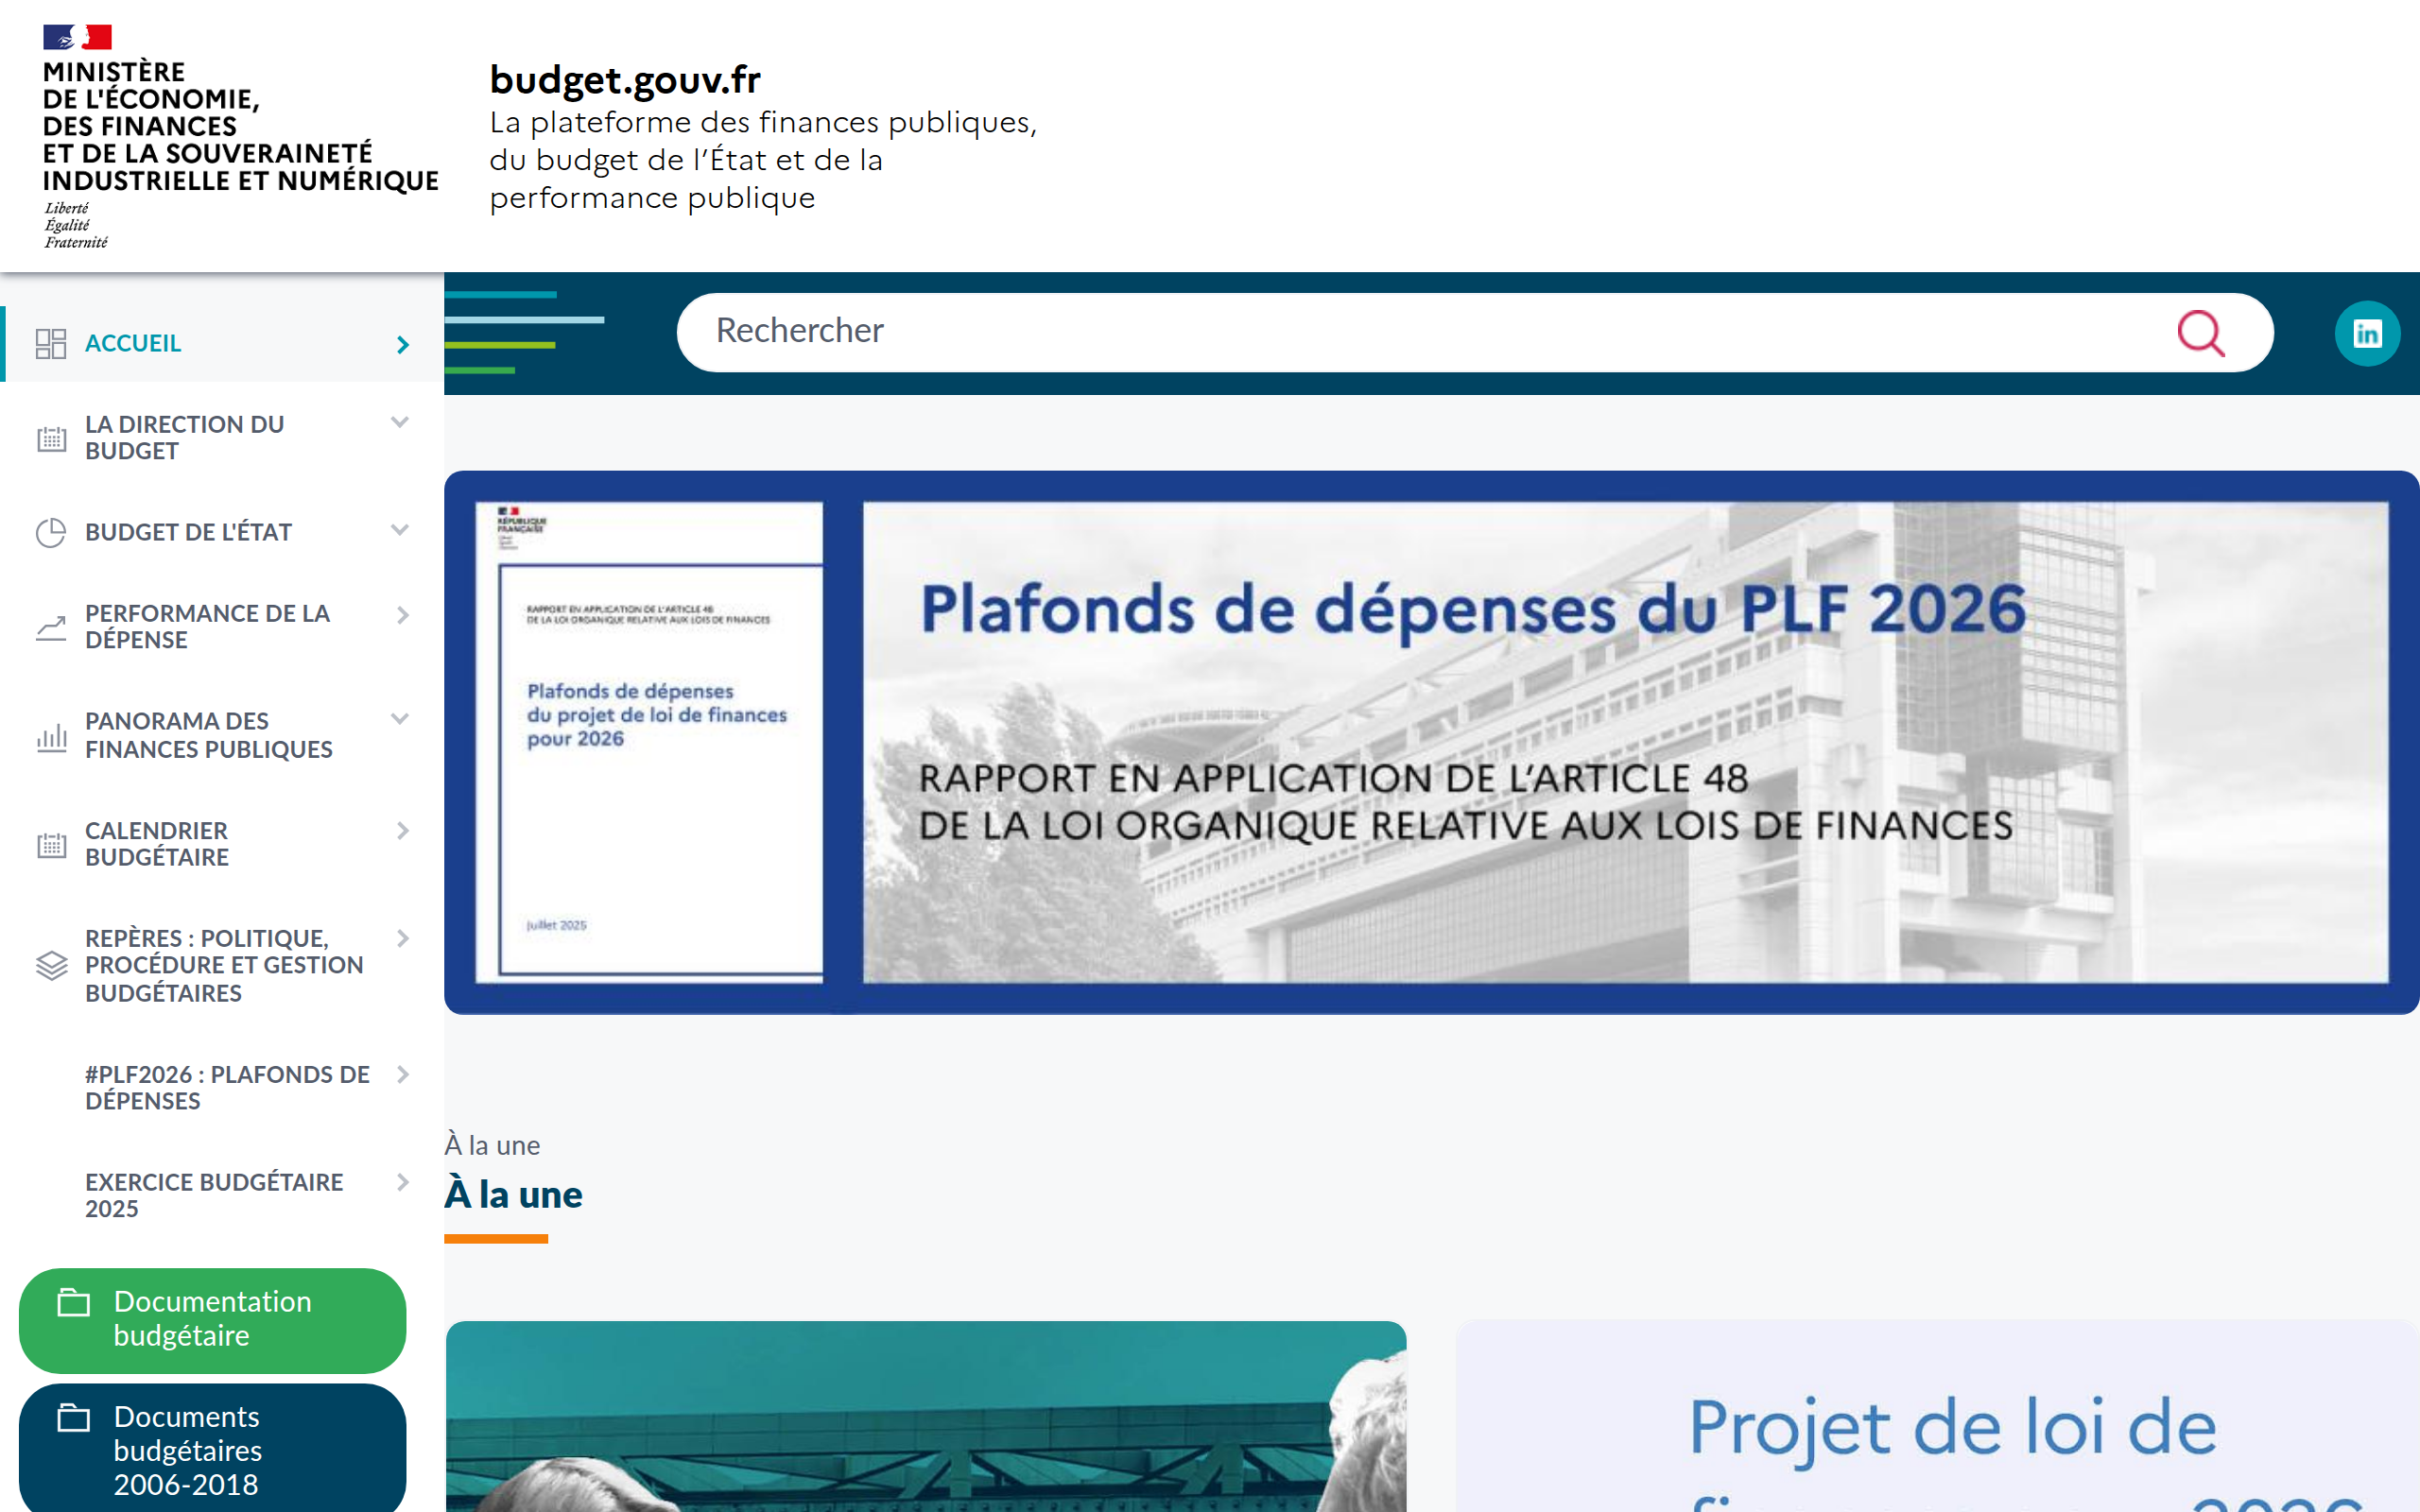 MINISTÈRE
DE L'ÉCONOMIE,
DES FINANCES
ET DE LA SOUVERAINETÉ
INDUSTRIELLE ET NUMÉRIQUE
Liberté
Égalité
Fraternité
budget.gouv.fr
La plateforme des finances publiques,
du budget de l’État et de la
performance publique
Rechercher
in
ACCUEIL
LA DIRECTION DU
BUDGET
BUDGET DE L'ÉTAT
PERFORMANCE DE LA
DÉPENSE
PANORAMA DES
FINANCES PUBLIQUES
CALENDRIER
BUDGÉTAIRE
REPÈRES : POLITIQUE,
PROCÉDURE ET GESTION
BUDGÉTAIRES
#PLF2026 : PLAFONDS DE
DÉPENSES
EXERCICE BUDGÉTAIRE
2025
Documentation
budgétaire
Documents
budgétaires
2006-2018
RÉPUBLIQUE
FRANÇAISE
RAPPORT EN APPLICATION DE L'ARTICLE 48
DE LA LOI ORGANIQUE RELATIVE AUX LOIS DE FINANCES
Plafonds de dépenses
du projet de loi de finances
pour 2026
Juillet 2025
Plafonds de dépenses du PLF 2026
RAPPORT EN APPLICATION DE L’ARTICLE 48
DE LA LOI ORGANIQUE RELATIVE AUX LOIS DE FINANCES
À la une
À la une
Projet de loi de